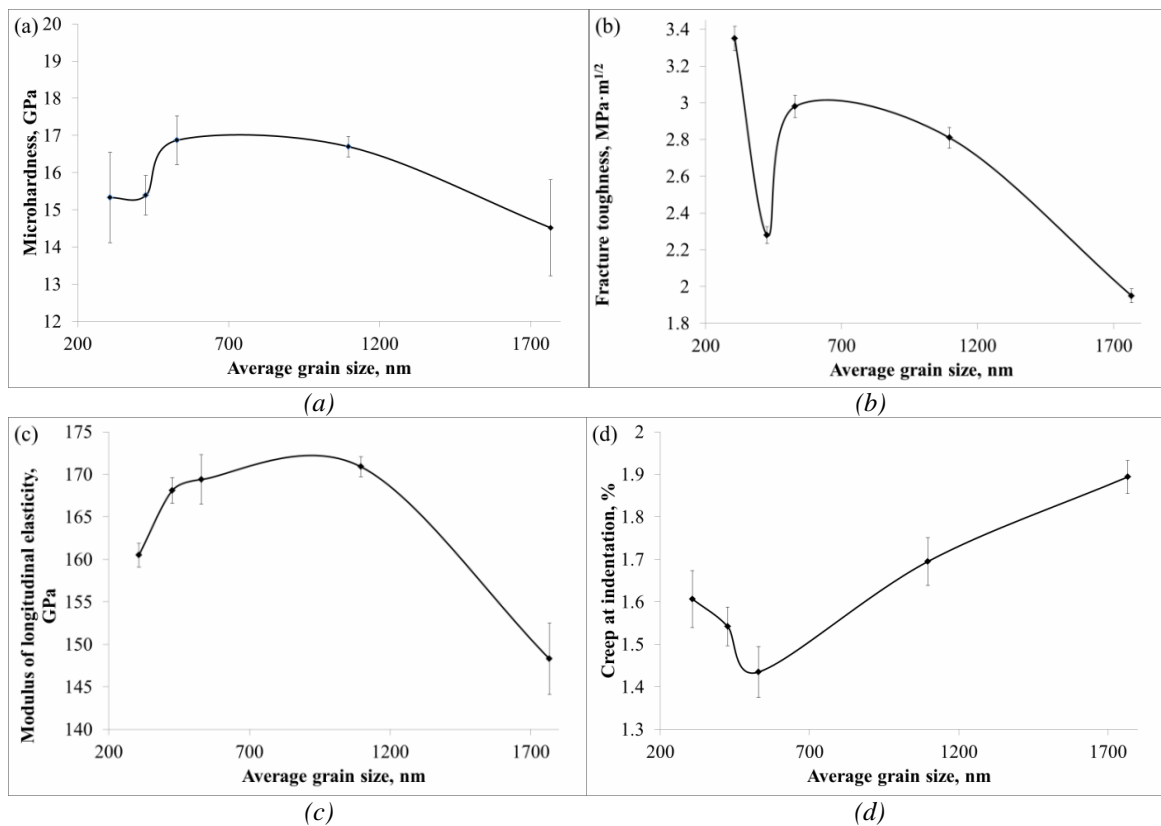 (a)
20
19
18
17
16
15
14
13
12
200
700
1200
1700
Microhardness, GPa
Average grain size, nm
(b)
3.4
3.2
3
2.8
2.6
2.4
2.2
2
1.8
200
700
1200
1700
Fracture toughness, MPa·m1/2
Average grain size, nm
(a)
(b)
(c)
175
170
165
160
155
150
145
140
200
700
1200
1700
Modulus of longitudinal elasticity,
GPa
Average grain size, nm
(d)
2
1.9
1.8
1.7
1.6
1.5
1.4
1.3
200
700
1200
1700
Creep at indentation, %
Average grain size, nm
(c)
(d)